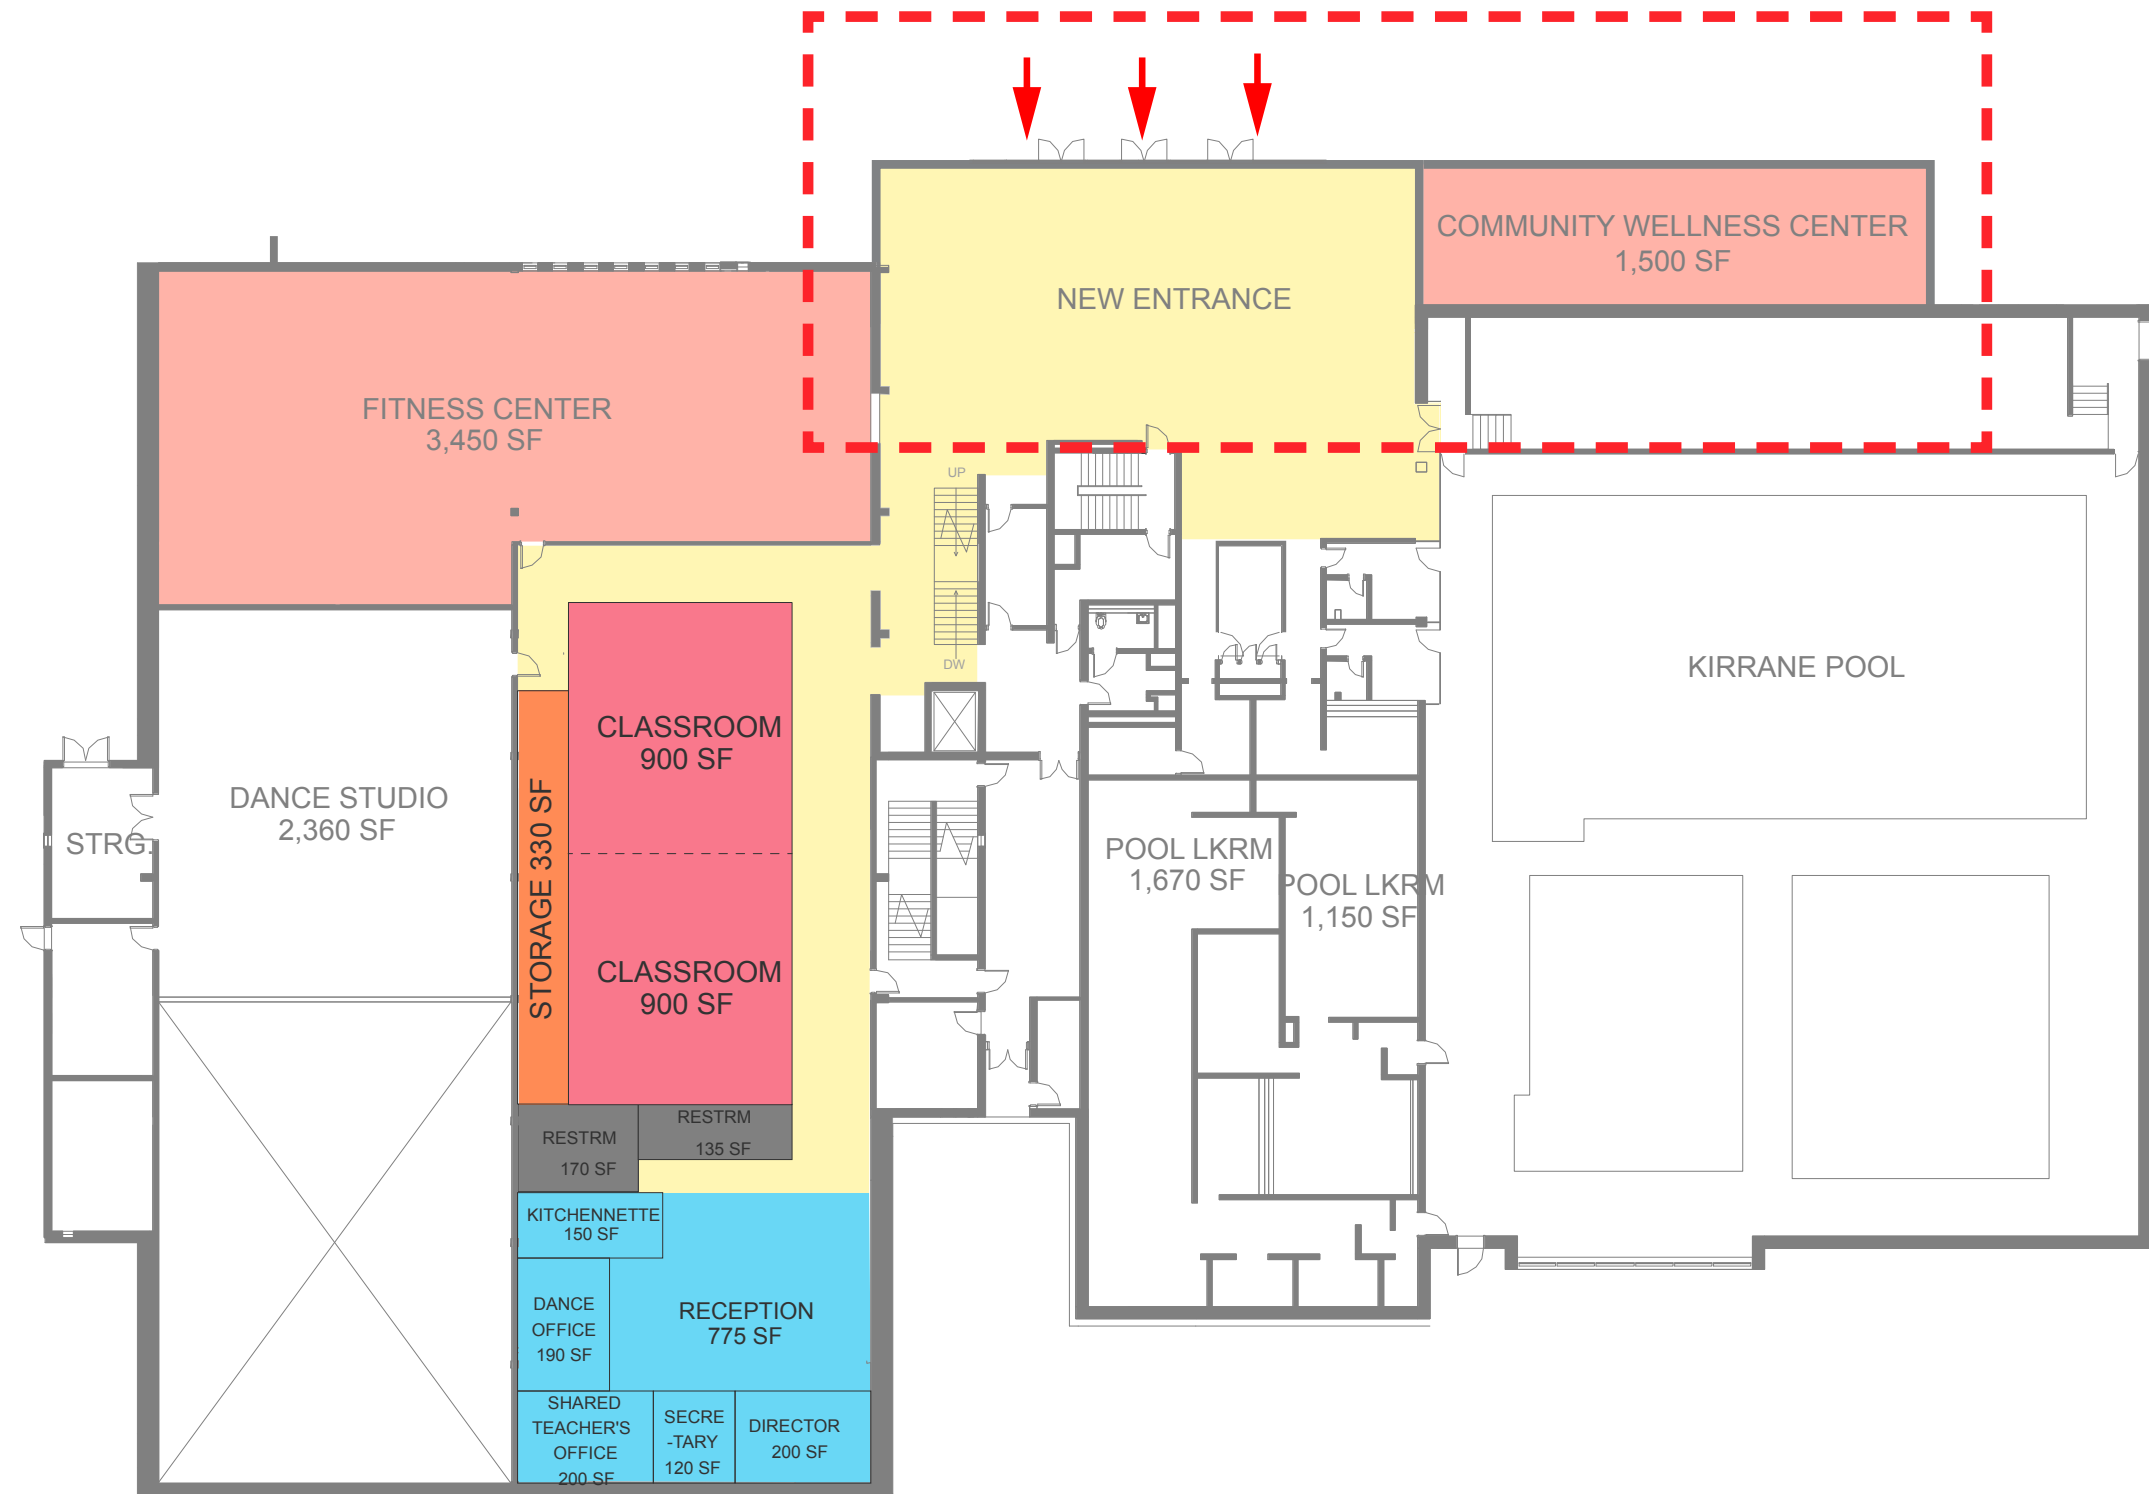 COMMUNITY WELLNESS CENTER
1,500 SF
NEW ENTRANCE
FITNESS CENTER
3,450 SF
UP
DW
KIRRANE POOL
CLASSROOM
900 SF
STORAGE 330 SF
DANCE STUDIO
2,360 SF
STRG.
POOL LKRM
1,670 SF
POOL LKRM
1,150 SF
CLASSROOM
900 SF
RESTRM
170 SF
RESTRM
135 SF
KITCHENNETTE
150 SF
DANCE
OFFICE
190 SF
RECEPTION
775 SF
SHARED
TEACHER'S
OFFICE
200 SF
SECRE
-TARY
120 SF
DIRECTOR
200 SF